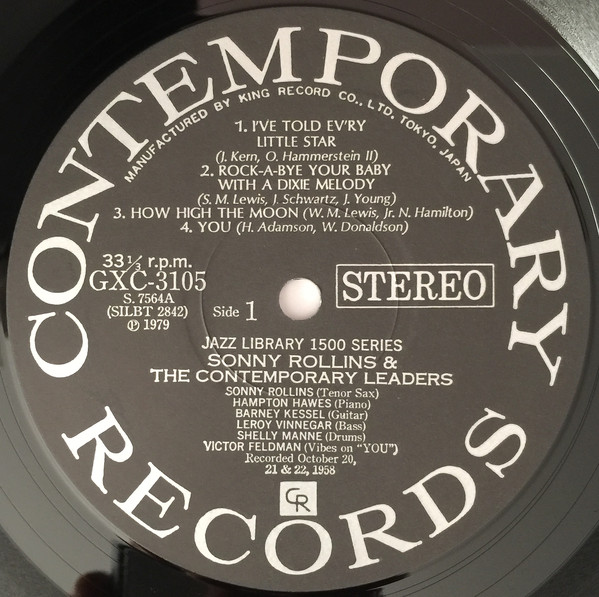 CONTEMPORARY
MANUFACTURED BY KING RECORD CO., LTD, TOKYO, JAPAN
1. I'VE TOLD EV'RY
LITTLE STAR
(J. Kern, O. Hammerstein II)
2. ROCK-A-BYE YOUR BABY
WITH A DIXIE MELODY
(S. M. Lewis, J. Schwartz, J. Young)
3. HOW HIGH THE MOON (W. M. Lewis, Jr. N. Hamilton)
4. YOU (H. Adamson, W. Donaldson)
33 1/3 r.p.m.
GXC-3105
S. 7564A
(SILBT 2842)
Ⓟ 1979
Side 1
STEREO
JAZZ LIBRARY 1500 SERIES
SONNY ROLLINS &
THE CONTEMPORARY LEADERS
SONNY ROLLINS (Tenor Sax)
HAMPTON HAWES (Piano)
BARNEY KESSEL (Guitar)
LEROY VINNEGAR (Bass)
SHELLY MANNE (Drums)
VICTOR FELDMAN (Vibes on "YOU")
Recorded October 20,
21 & 22, 1958
CR
RECORDS